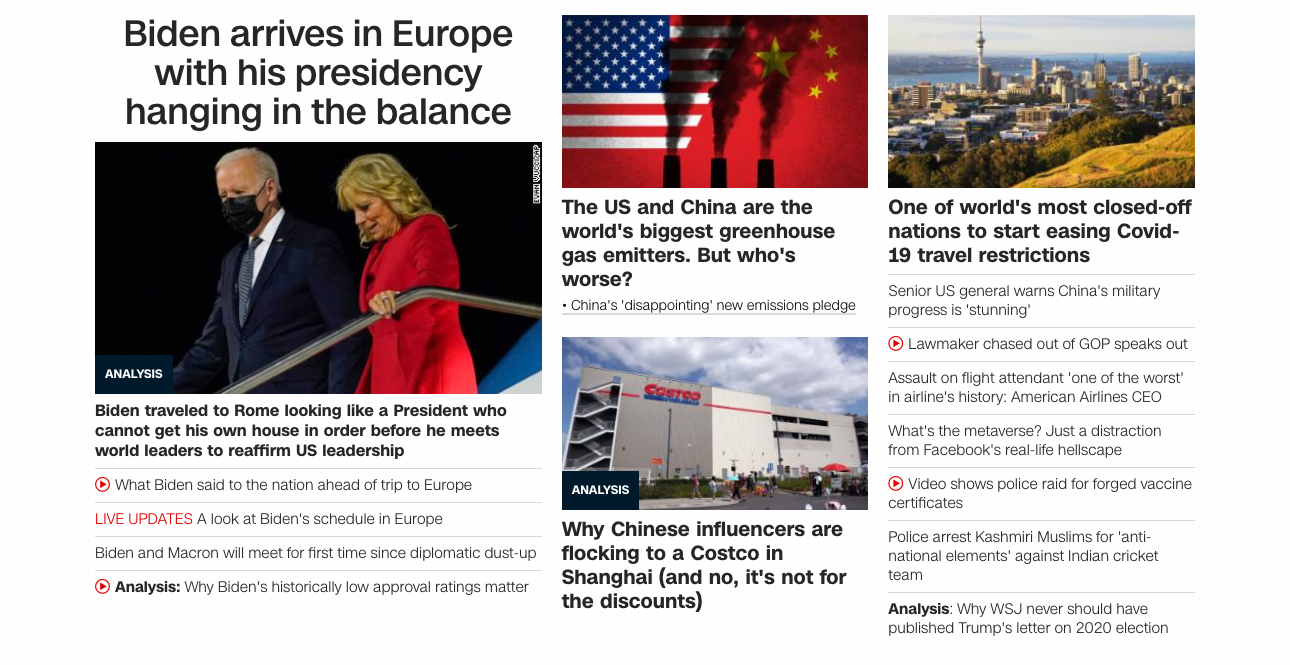 Biden arrives in Europe
with his presidency
hanging in the balance
EVAN VUCCI/AP
ANALYSIS
Biden traveled to Rome looking like a President who
cannot get his own house in order before he meets
world leaders to reaffirm US leadership
What Biden said to the nation ahead of trip to Europe
LIVE UPDATES A look at Biden's schedule in Europe
Biden and Macron will meet for first time since diplomatic dust-up
Analysis: Why Biden's historically low approval ratings matter
The US and China are the
world's biggest greenhouse
gas emitters. But who's
worse?
• China's 'disappointing' new emissions pledge
COSTCO
ANALYSIS
Why Chinese influencers are
flocking to a Costco in
Shanghai (and no, it's not for
the discounts)
One of world's most closed-off
nations to start easing Covid-
19 travel restrictions
Senior US general warns China's military
progress is 'stunning'
Lawmaker chased out of GOP speaks out
Assault on flight attendant 'one of the worst'
in airline's history: American Airlines CEO
What's the metaverse? Just a distraction
from Facebook's real-life hellscape
Video shows police raid for forged vaccine
certificates
Police arrest Kashmiri Muslims for 'anti-
national elements' against Indian cricket
team
Analysis: Why WSJ never should have
published Trump's letter on 2020 election